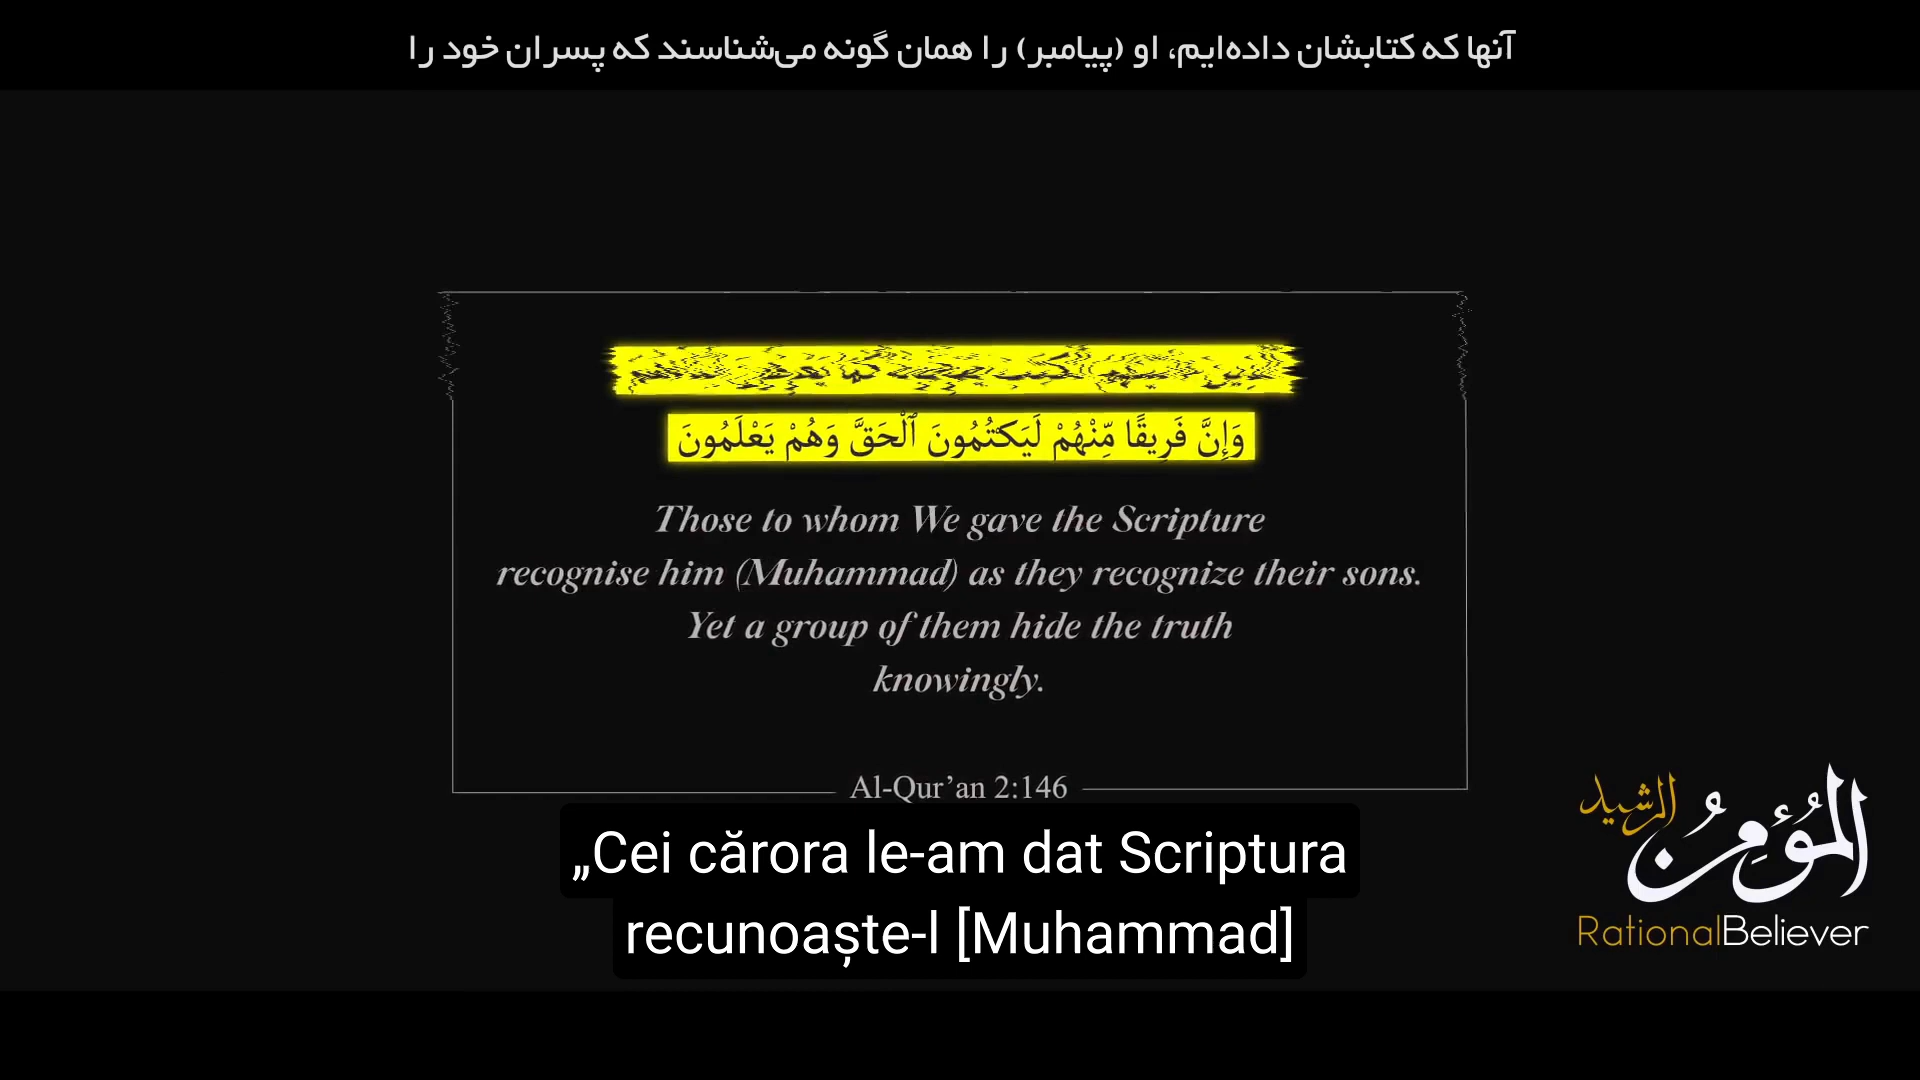 آنها که کتابشان داده‌ایم، او (پیامبر) را همان گونه می‌شناسند که پسران خود را
وَإِنَّ فَرِيقًا مِّنْهُمْ لَيَكْتُمُونَ ٱلْحَقَّ وَهُمْ يَعْلَمُونَ
Those to whom We gave the Scripture
recognise him (Muhammad) as they recognize their sons.
Yet a group of them hide the truth
knowingly.
Al-Qur’an 2:146
„Cei cărora le-am dat Scriptura
recunoaște-l [Muhammad]
المُؤمِنُ الرشيد
RationalBeliever